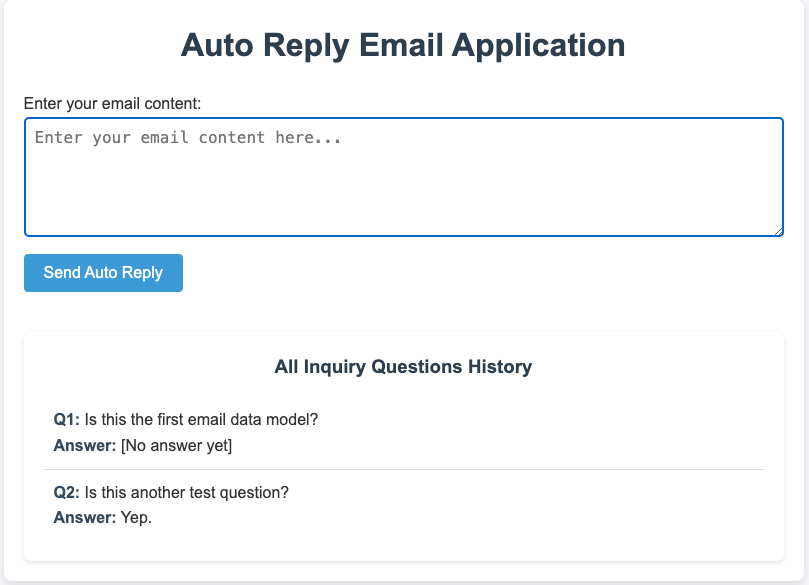 Auto Reply Email Application
Enter your email content:
Enter your email content here...
Send Auto Reply
All Inquiry Questions History
Q1: Is this the first email data model?
Answer: [No answer yet]
Q2: Is this another test question?
Answer: Yep.